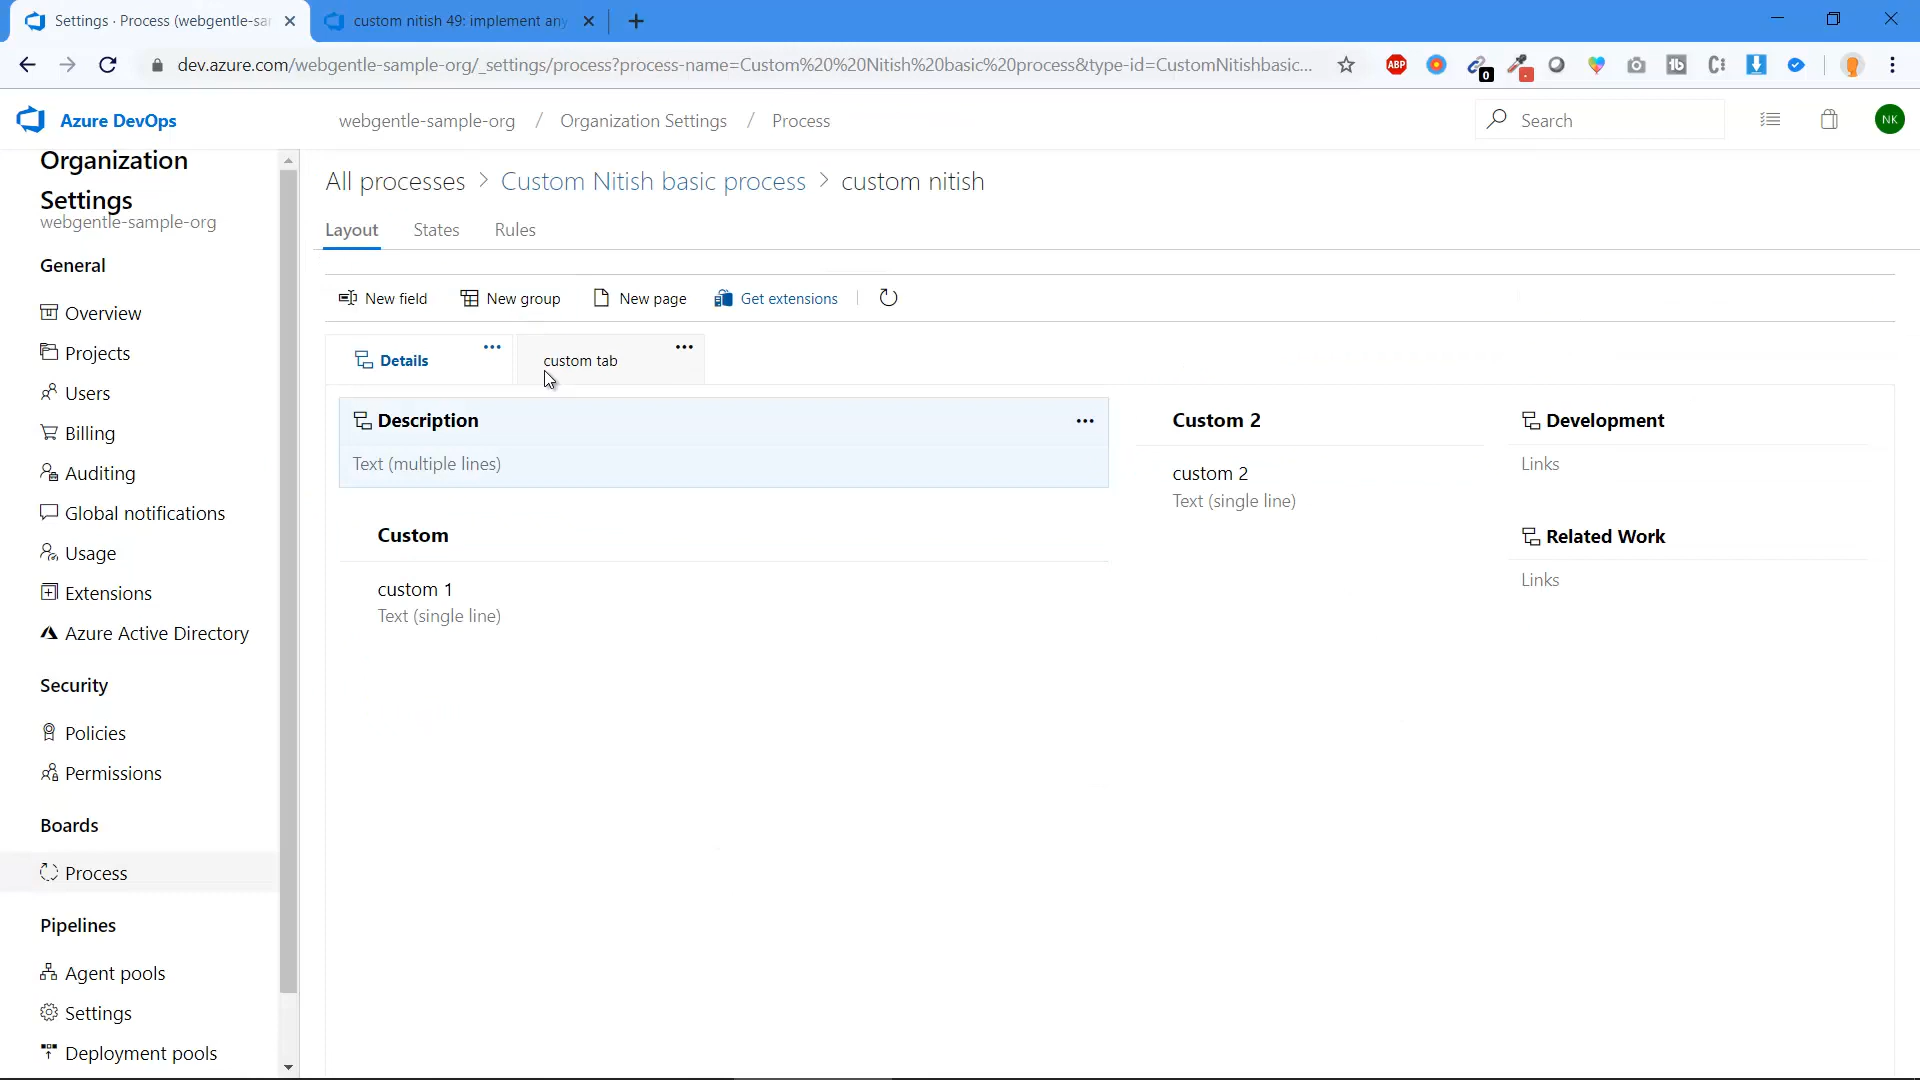 Settings · Process (webgentle-sa
custom nitish 49: implement any
dev.azure.com/webgentle-sample-org/_settings/process?process-name=Custom%20%20Nitish%20basic%20process&type-id=CustomNitishbasic...
ABP
0
Azure DevOps
webgentle-sample-org / Organization Settings / Process
Search
NK
Organization
Settings
webgentle-sample-org
General
Overview
Projects
Users
Billing
Auditing
Global notifications
Usage
Extensions
Azure Active Directory
Security
Policies
Permissions
Boards
Process
Pipelines
Agent pools
Settings
Deployment pools
All processes > Custom Nitish basic process > custom nitish
Layout States Rules
New field New group New page Get extensions
Details ... custom tab ...
Description ...
Text (multiple lines)
Custom
custom 1
Text (single line)
Custom 2
custom 2
Text (single line)
Development
Links
Related Work
Links